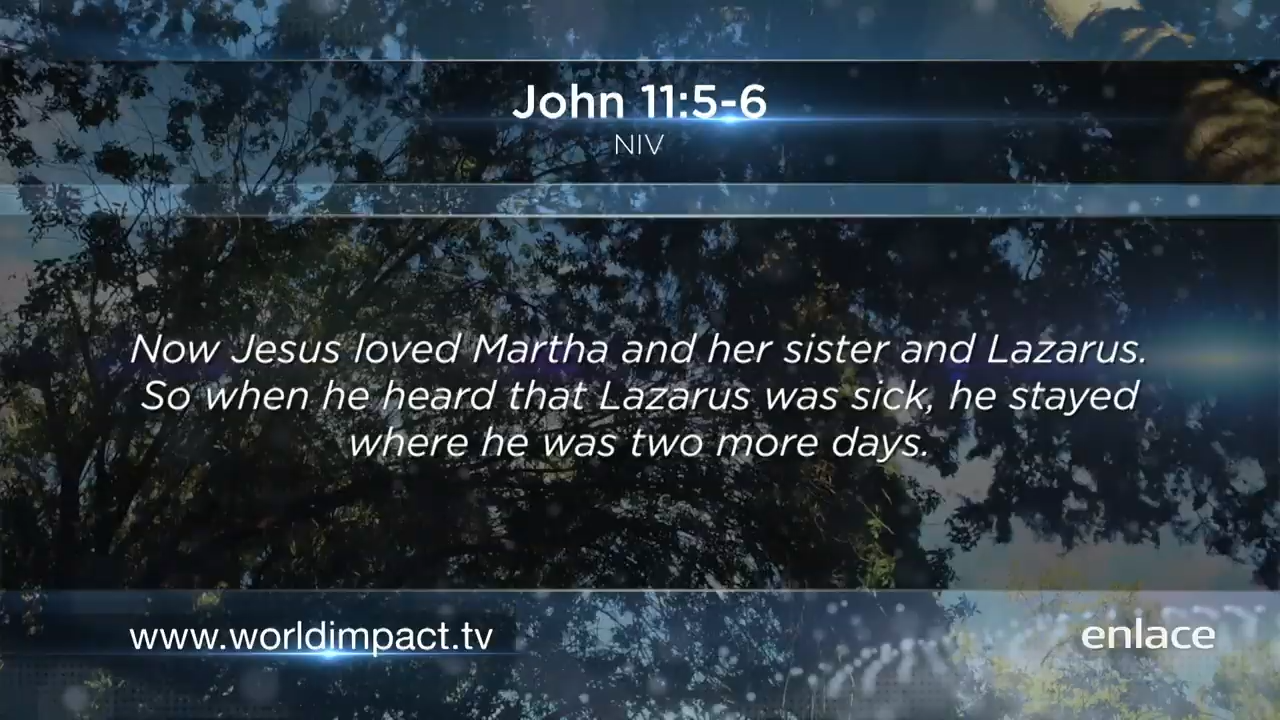 John 11:5-6
NIV
Now Jesus loved Martha and her sister and Lazarus.
So when he heard that Lazarus was sick, he stayed
where he was two more days.
www.worldimpact.tv
enlace